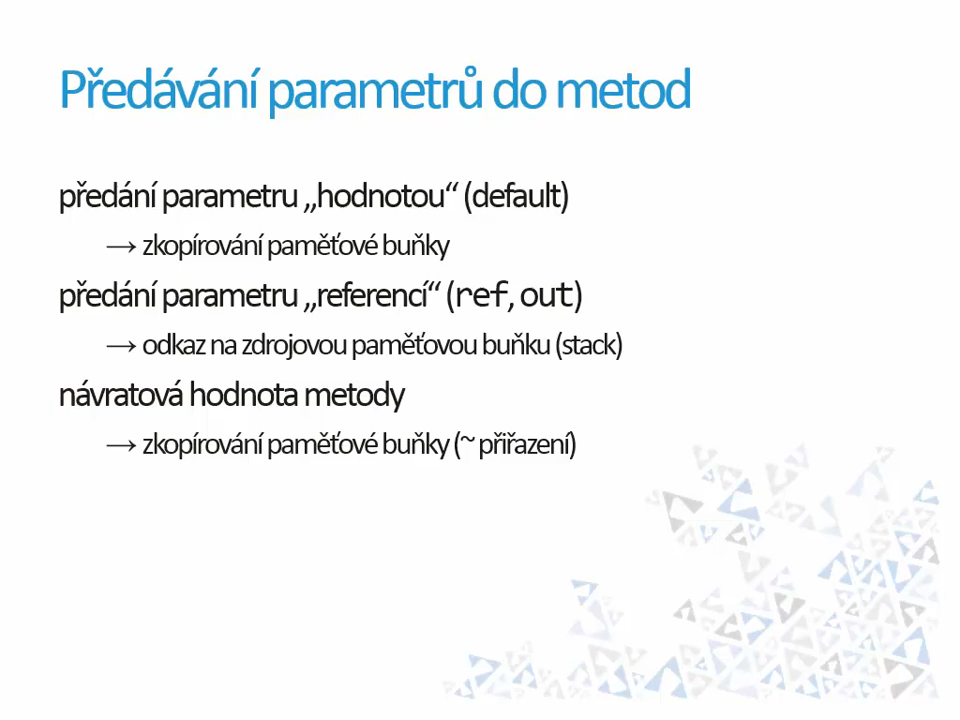 Předávání parametrů do metod
předání parametru „hodnotou“ (default)
→ zkopírování paměťové buňky
předání parametru „referencí“ (ref, out)
→ odkaz na zdrojovou paměťovou buňku (stack)
návratová hodnota metody
→ zkopírování paměťové buňky (~ přiřazení)